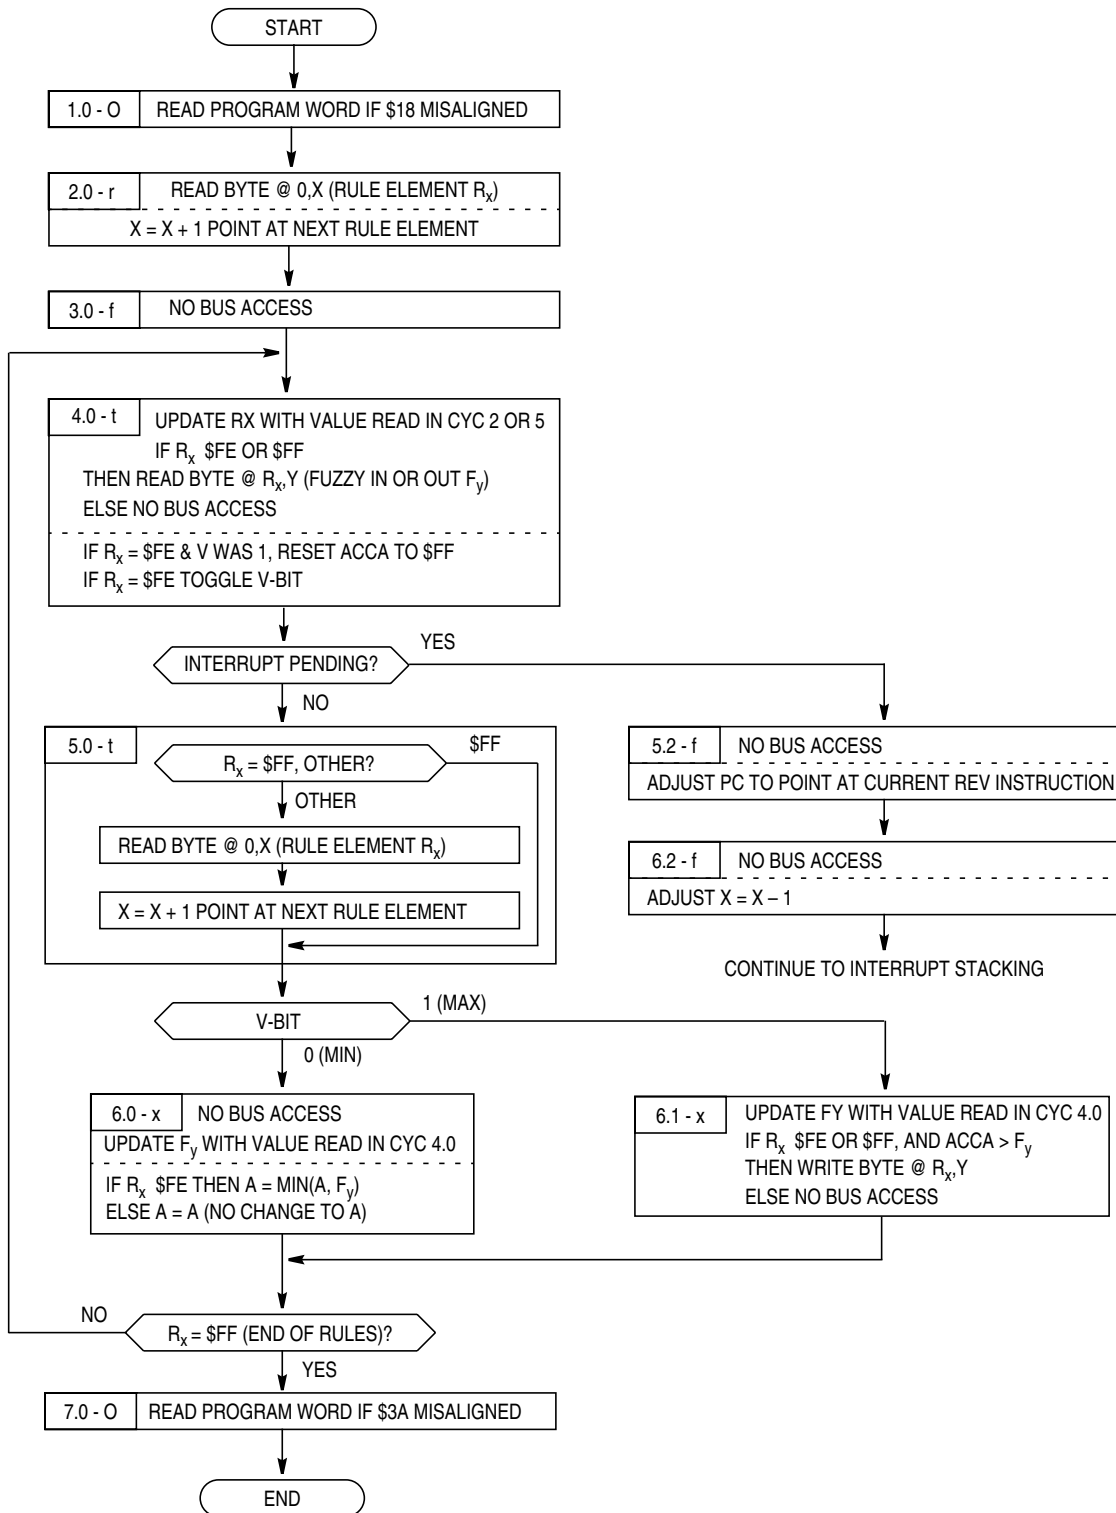 START
1.0 - O READ PROGRAM WORD IF $18 MISALIGNED
2.0 - r READ BYTE @ 0,X (RULE ELEMENT Rx)
X = X + 1 POINT AT NEXT RULE ELEMENT
3.0 - f NO BUS ACCESS
4.0 - t UPDATE RX WITH VALUE READ IN CYC 2 OR 5
IF Rx $FE OR $FF
THEN READ BYTE @ Rx,Y (FUZZY IN OR OUT Fy)
ELSE NO BUS ACCESS
IF Rx = $FE & V WAS 1, RESET ACCA TO $FF
IF Rx = $FE TOGGLE V-BIT
INTERRUPT PENDING?
YES
NO
5.0 - t
Rx = $FF, OTHER?
$FF
OTHER
READ BYTE @ 0,X (RULE ELEMENT Rx)
X = X + 1 POINT AT NEXT RULE ELEMENT
5.2 - f NO BUS ACCESS
ADJUST PC TO POINT AT CURRENT REV INSTRUCTION
6.2 - f NO BUS ACCESS
ADJUST X = X – 1
CONTINUE TO INTERRUPT STACKING
V-BIT
1 (MAX)
0 (MIN)
6.0 - x NO BUS ACCESS
UPDATE Fy WITH VALUE READ IN CYC 4.0
IF Rx $FE THEN A = MIN(A, Fy)
ELSE A = A (NO CHANGE TO A)
6.1 - x UPDATE FY WITH VALUE READ IN CYC 4.0
IF Rx $FE OR $FF, AND ACCA > Fy
THEN WRITE BYTE @ Rx,Y
ELSE NO BUS ACCESS
NO
Rx = $FF (END OF RULES)?
YES
7.0 - O READ PROGRAM WORD IF $3A MISALIGNED
END